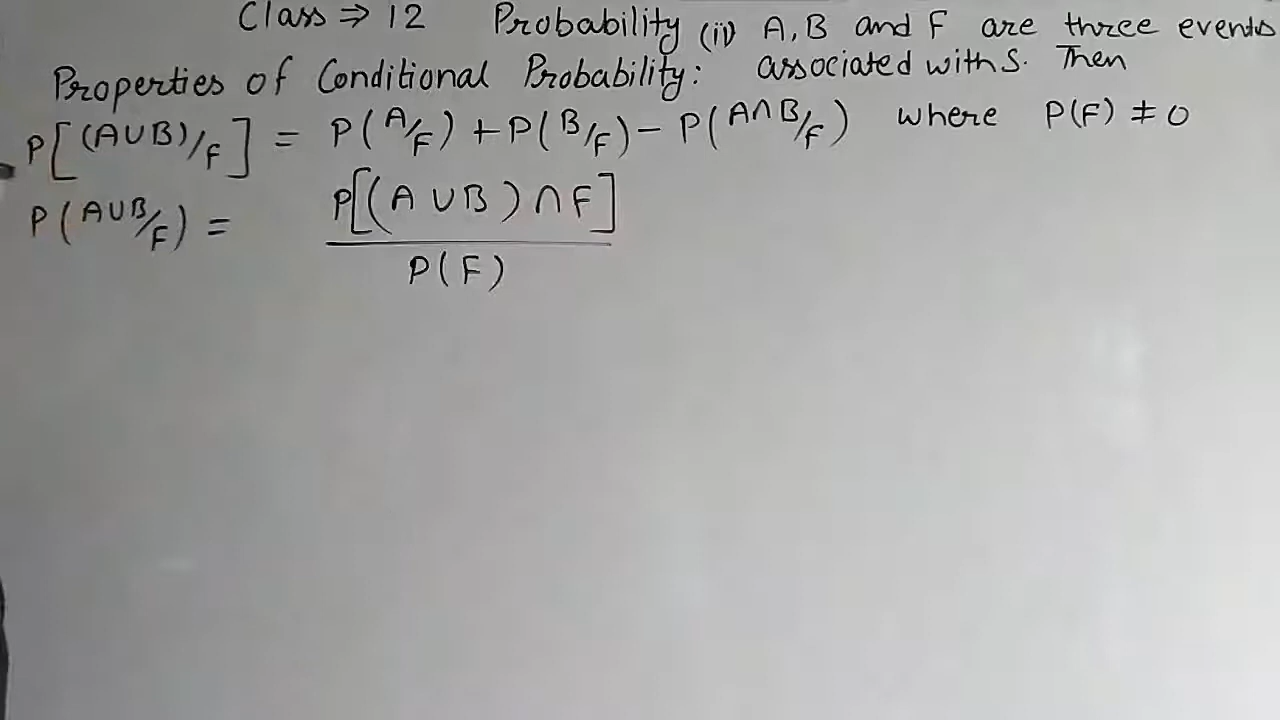 Class ⇒ 12 Probability (ii) A, B and F are three events
Properties of Conditional Probability: associated with S. Then
P[(A∪B)/F] = P(A/F) + P(B/F) - P(A∩B/F) where P(F) ≠ 0
P(A∪B/F) = P[(A∪B)∩F] / P(F)